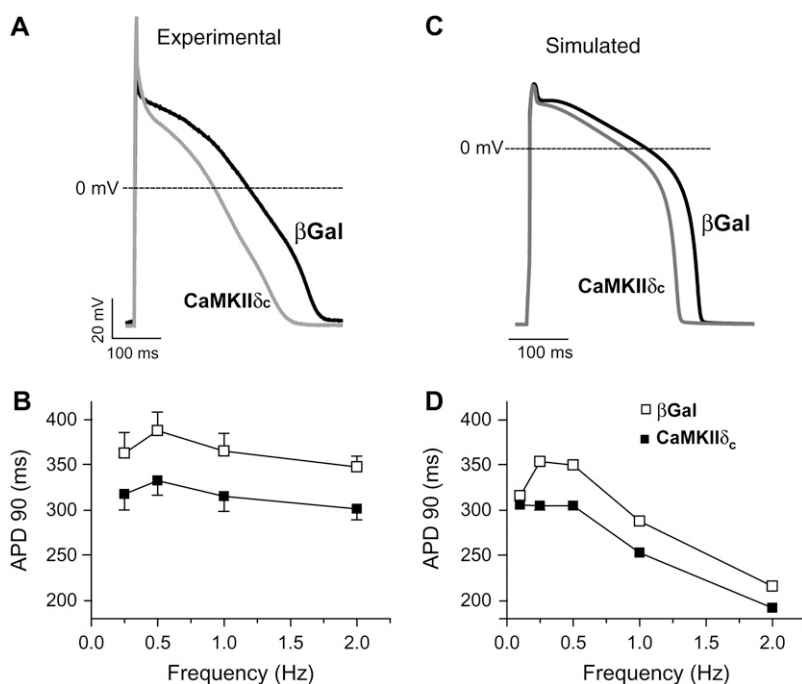 A
Experimental
0 mV
βGal
CaMKIIδc
20 mV
100 ms
C
Simulated
0 mV
βGal
CaMKIIδc
100 ms
B
400
350
300
250
200
APD 90 (ms)
0.0 0.5 1.0 1.5 2.0
Frequency (Hz)
D
βGal
CaMKIIδc
400
350
300
250
200
APD 90 (ms)
0.0 0.5 1.0 1.5 2.0
Frequency (Hz)